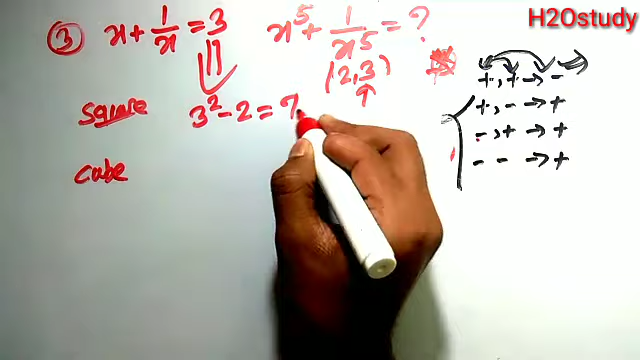 H2Ostudy
③ x + 1/x = 3   x⁵ + 1/x⁵ = ?
(2,3)
+, + → -
+, - → +
-, + → +
- - → +
square   3² - 2 = 7
cube